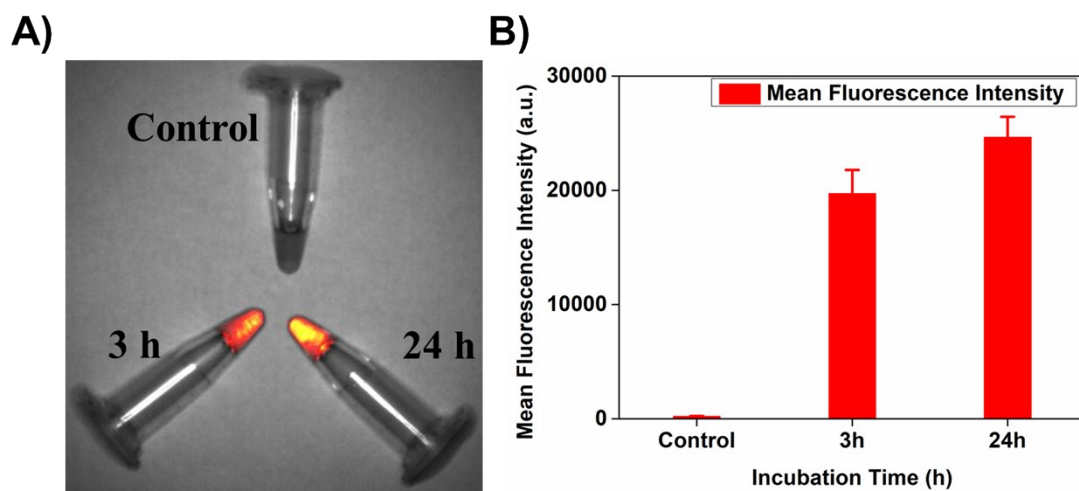 A)
Control
3 h
24 h
B)
Mean Fluorescence Intensity (a.u.)
30000
20000
10000
0
Mean Fluorescence Intensity
Control
3h
24h
Incubation Time (h)